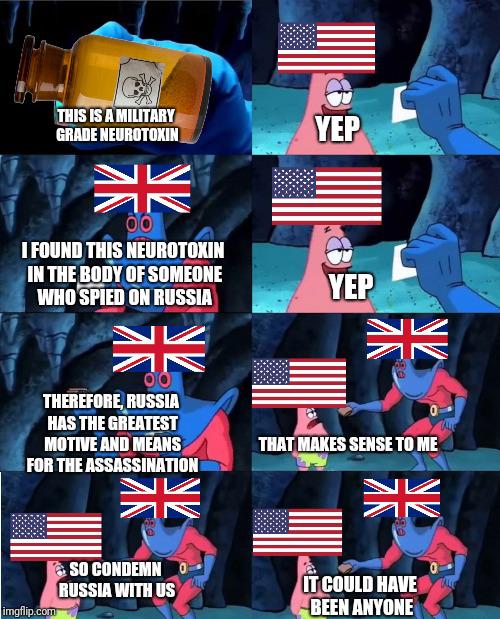 THIS IS A MILITARY
GRADE NEUROTOXIN
YEP
I FOUND THIS NEUROTOXIN
IN THE BODY OF SOMEONE
WHO SPIED ON RUSSIA
YEP
THEREFORE, RUSSIA
HAS THE GREATEST
MOTIVE AND MEANS
FOR THE ASSASSINATION
THAT MAKES SENSE TO ME
SO CONDEMN
RUSSIA WITH US
IT COULD HAVE
BEEN ANYONE
imgflip.com